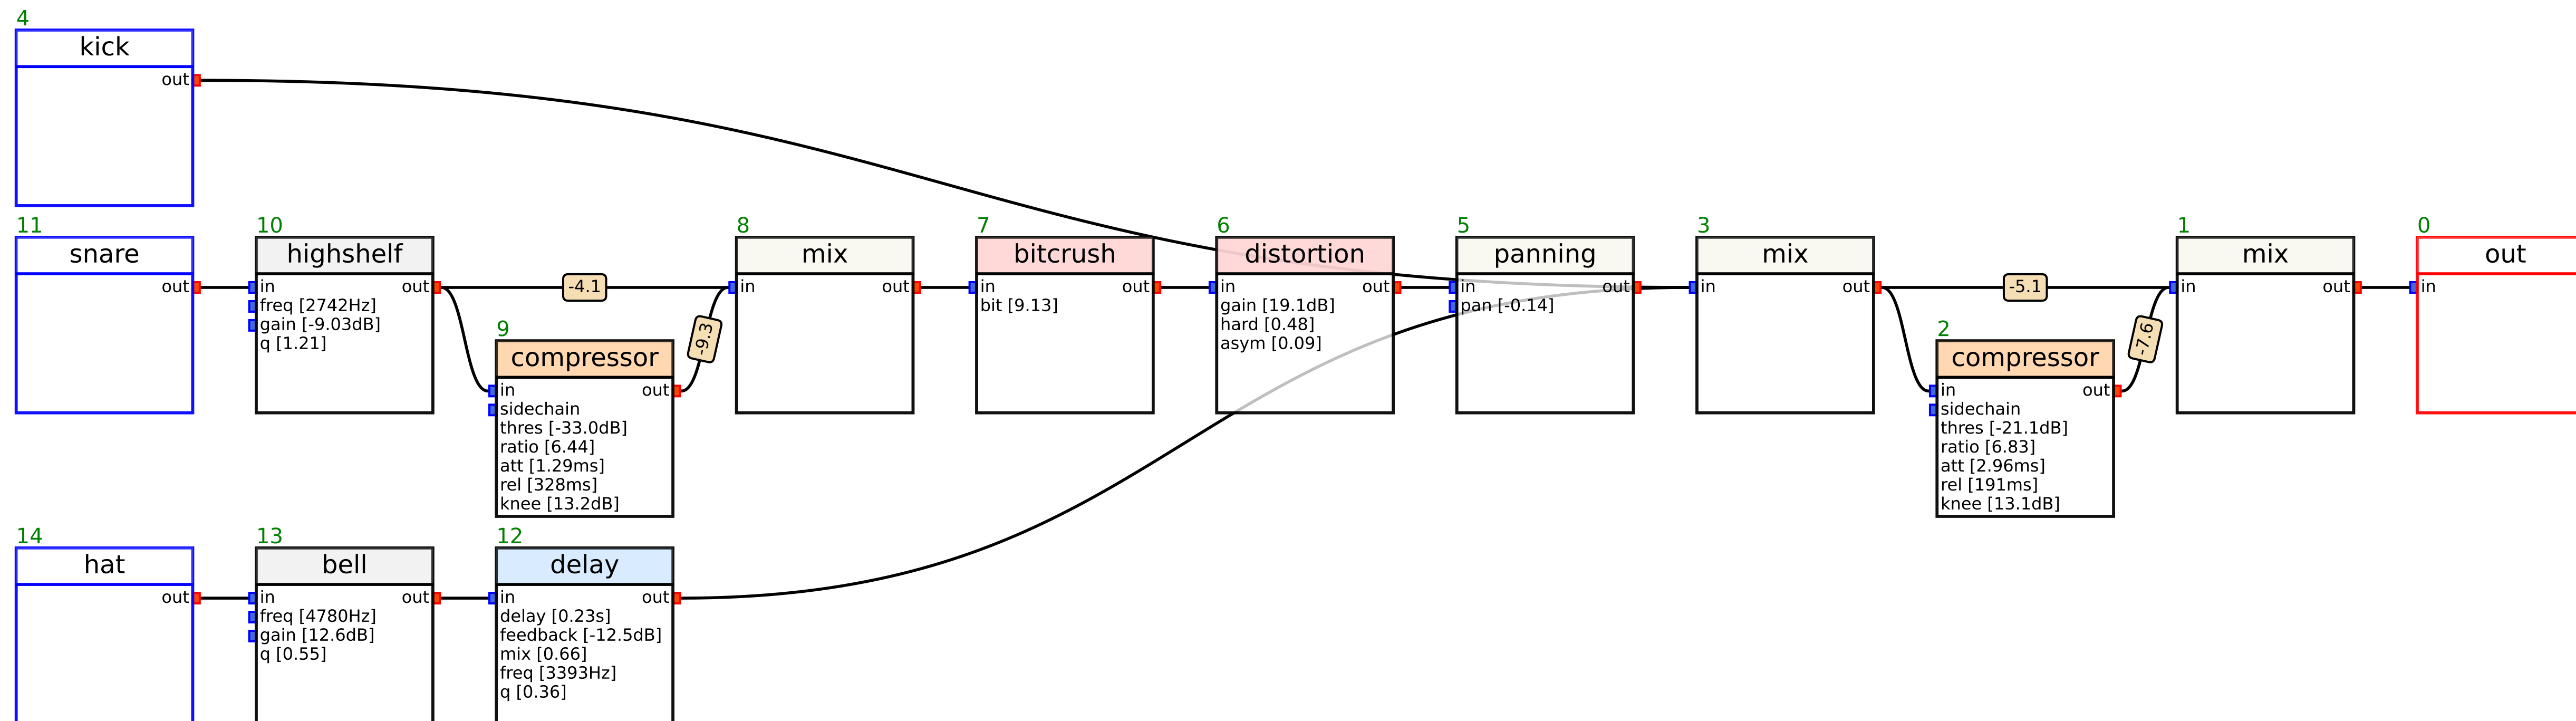 4
kick
out
11
snare
out
10
highshelf
in out
freq [2742Hz]
gain [-9.03dB]
q [1.21]
-4.1
9
compressor
in out
sidechain
thres [-33.0dB]
ratio [6.44]
att [1.29ms]
rel [328ms]
knee [13.2dB]
-9.3
8
mix
in out
7
bitcrush
in out
bit [9.13]
6
distortion
in out
gain [19.1dB]
hard [0.48]
asym [0.09]
5
panning
in out
pan [-0.14]
3
mix
in out
-5.1
2
compressor
in out
sidechain
thres [-21.1dB]
ratio [6.83]
att [2.96ms]
rel [191ms]
knee [13.1dB]
-7.6
1
mix
in out
0
out
in
14
hat
out
13
bell
in out
freq [4780Hz]
gain [12.6dB]
q [0.55]
12
delay
in out
delay [0.23s]
feedback [-12.5dB]
mix [0.66]
freq [3393Hz]
q [0.36]